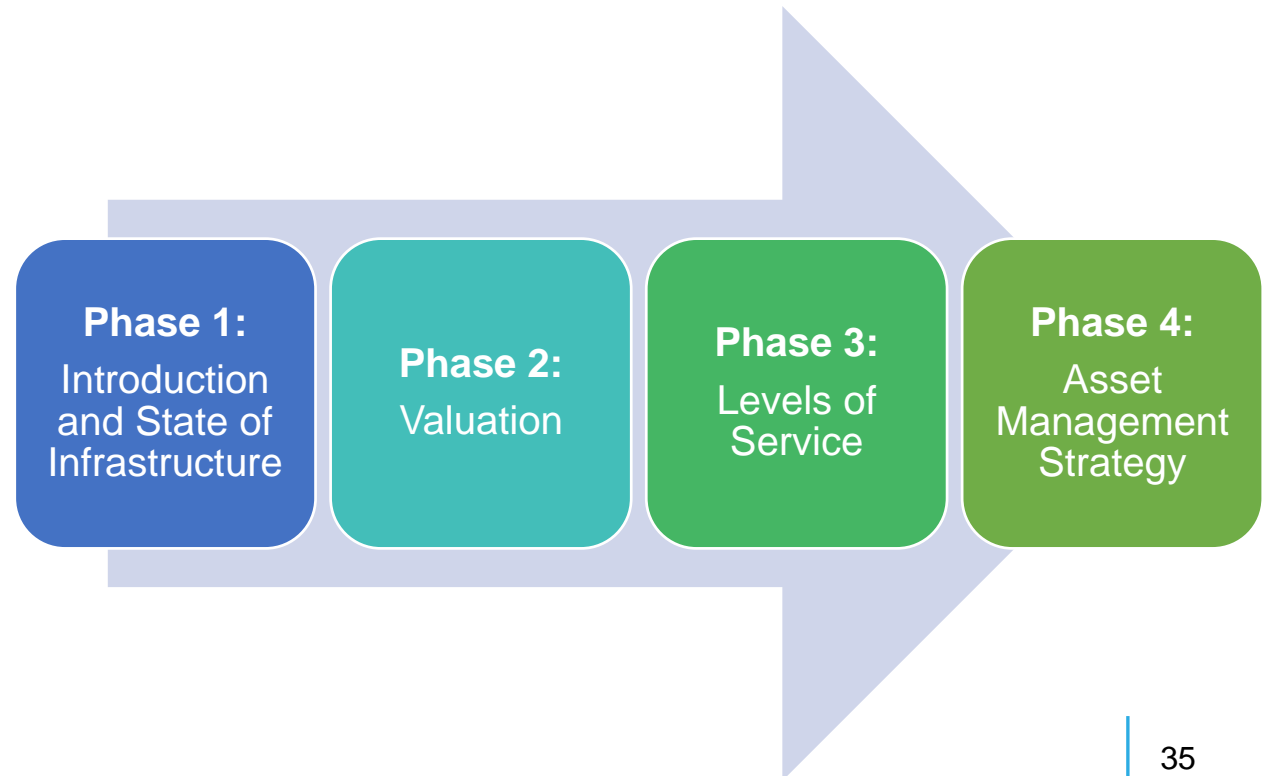 Phase 1:
Introduction
and State of
Infrastructure
Phase 2:
Valuation
Phase 3:
Levels of
Service
Phase 4:
Asset
Management
Strategy
35